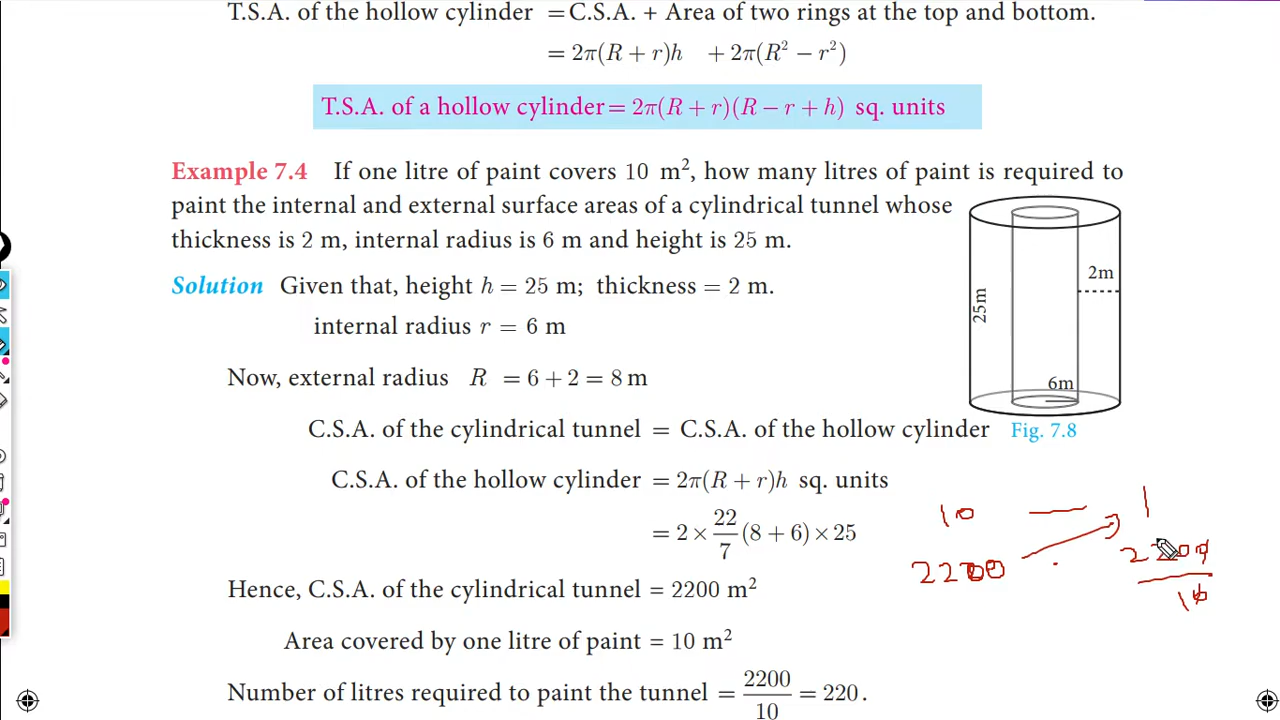 T.S.A. of the hollow cylinder = C.S.A. + Area of two rings at the top and bottom.
= 2π(R + r)h + 2π(R² − r²)
T.S.A. of a hollow cylinder = 2π(R + r)(R − r + h) sq. units
Example 7.4 If one litre of paint covers 10 m², how many litres of paint is required to
paint the internal and external surface areas of a cylindrical tunnel whose
thickness is 2 m, internal radius is 6 m and height is 25 m.
Solution Given that, height h = 25 m; thickness = 2 m.
internal radius r = 6 m
Now, external radius R = 6 + 2 = 8 m
25m
2m
6m
C.S.A. of the cylindrical tunnel = C.S.A. of the hollow cylinder
Fig. 7.8
C.S.A. of the hollow cylinder = 2π(R + r)h sq. units
= 2 × 22/7 (8 + 6) × 25
Hence, C.S.A. of the cylindrical tunnel = 2200 m²
Area covered by one litre of paint = 10 m²
Number of litres required to paint the tunnel = 2200/10 = 220.
10 — 1
2200
2200/10